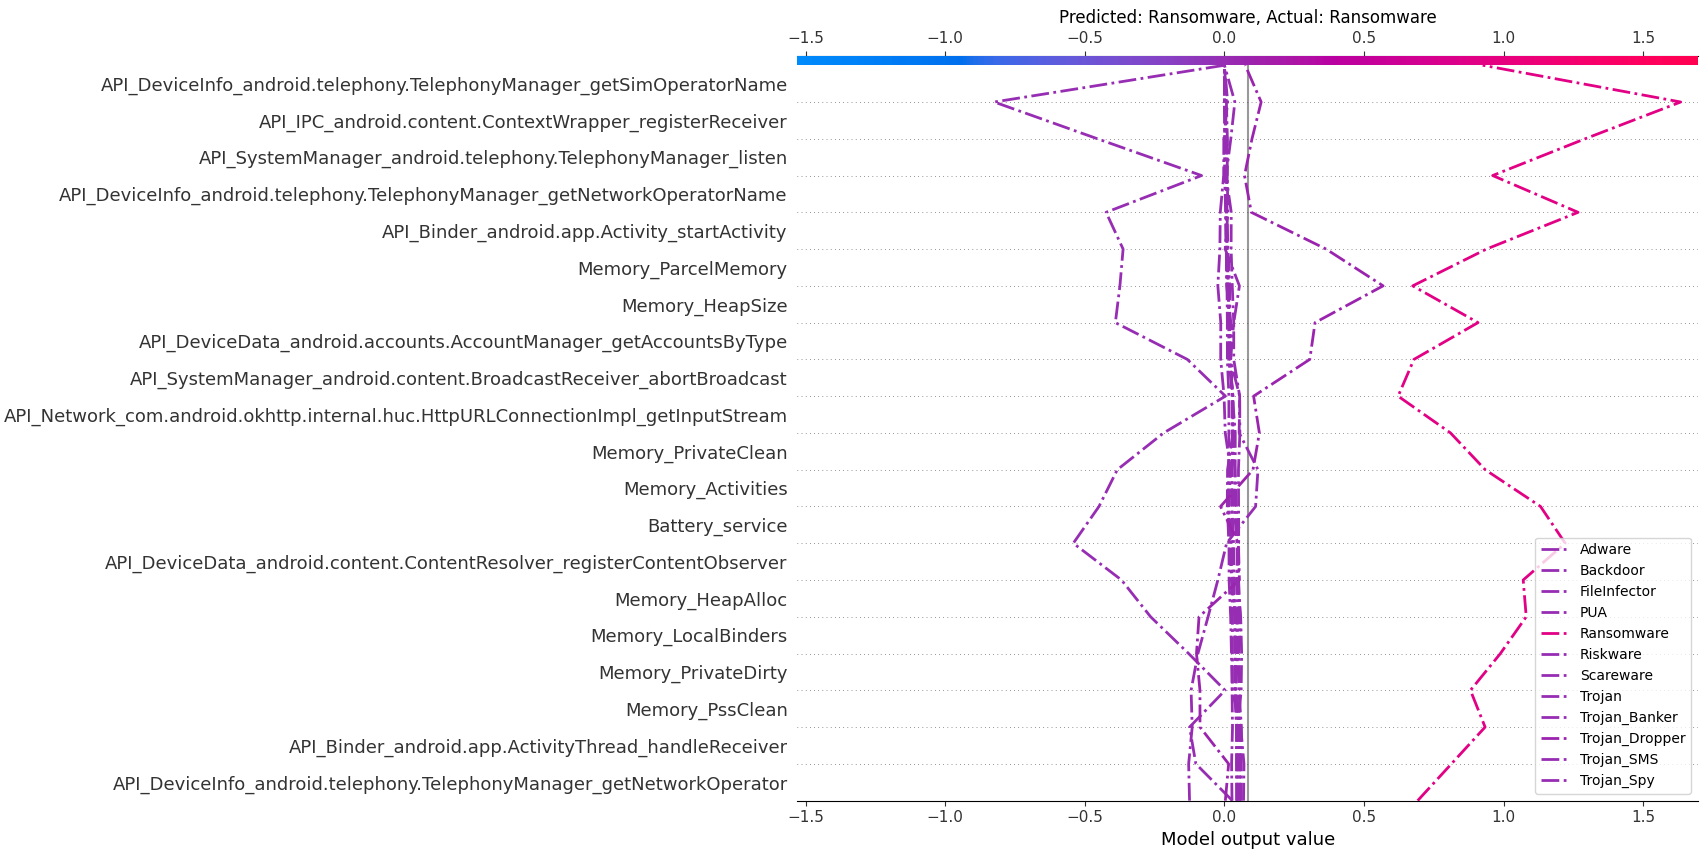 Predicted: Ransomware, Actual: Ransomware
−1.5 −1.0 −0.5 0.0 0.5 1.0 1.5
API_DeviceInfo_android.telephony.TelephonyManager_getSimOperatorName
API_IPC_android.content.ContextWrapper_registerReceiver
API_SystemManager_android.telephony.TelephonyManager_listen
API_DeviceInfo_android.telephony.TelephonyManager_getNetworkOperatorName
API_Binder_android.app.Activity_startActivity
Memory_ParcelMemory
Memory_HeapSize
API_DeviceData_android.accounts.AccountManager_getAccountsByType
API_SystemManager_android.content.BroadcastReceiver_abortBroadcast
API_Network_com.android.okhttp.internal.huc.HttpURLConnectionImpl_getInputStream
Memory_PrivateClean
Memory_Activities
Battery_service
API_DeviceData_android.content.ContentResolver_registerContentObserver
Memory_HeapAlloc
Memory_LocalBinders
Memory_PrivateDirty
Memory_PssClean
API_Binder_android.app.ActivityThread_handleReceiver
API_DeviceInfo_android.telephony.TelephonyManager_getNetworkOperator
Adware
Backdoor
FileInfector
PUA
Ransomware
Riskware
Scareware
Trojan
Trojan_Banker
Trojan_Dropper
Trojan_SMS
Trojan_Spy
−1.5 −1.0 −0.5 0.0 0.5 1.0 1.5
Model output value